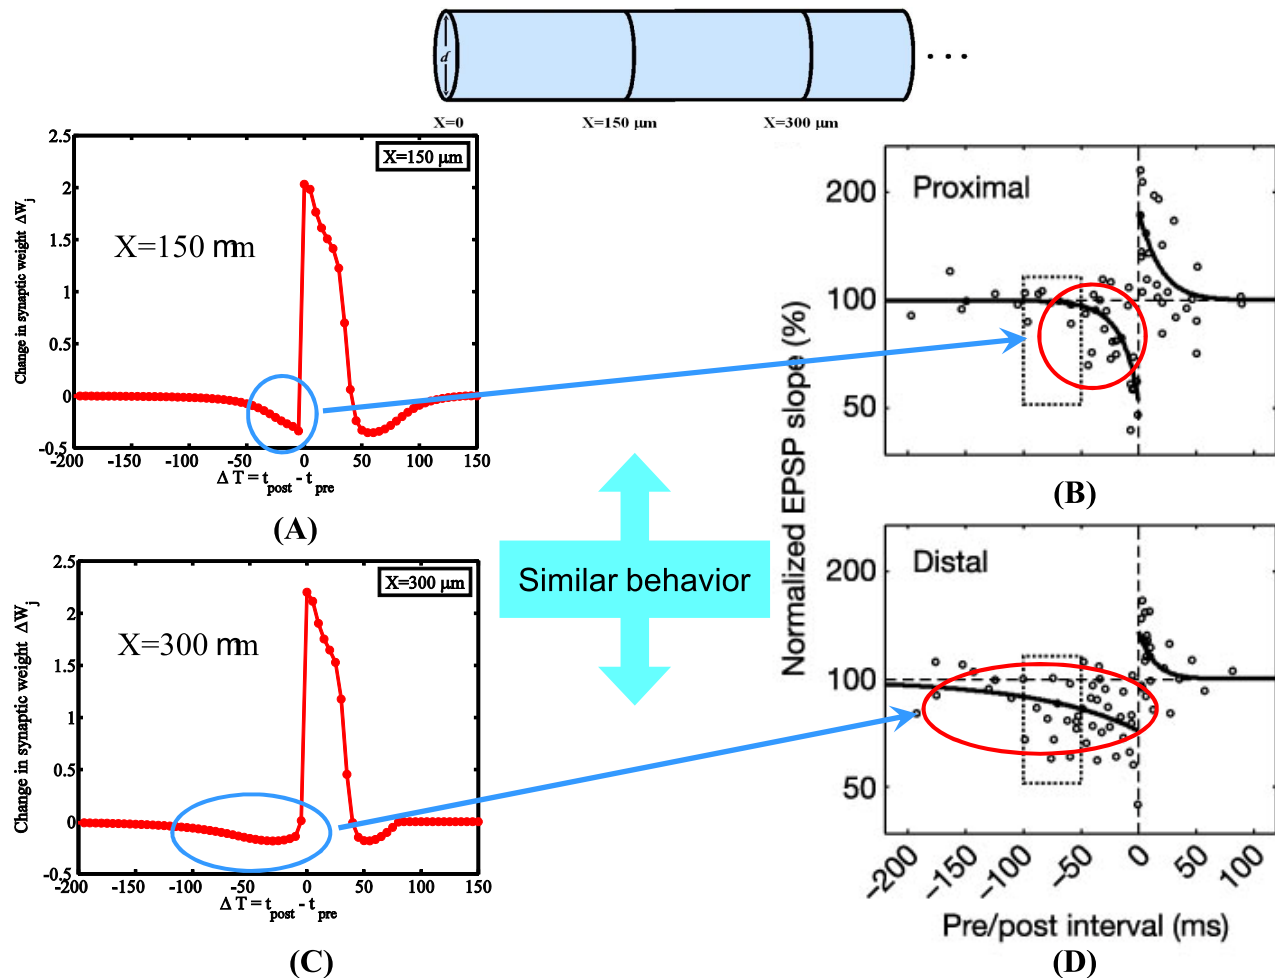 d
X=0
X=150 μm
X=300 μm
. . .
2.5
2
1.5
1
0.5
0
-0.5
-200
-150
-100
-50
0
50
100
150
X=150 μm
X=150 mm
Change in synaptic weight ΔWj
Δ T = tpost - tpre
(A)
200
100
50
Proximal
(B)
Normalized EPSP slope (%)
Similar behavior
2.5
2
1.5
1
0.5
0
-0.5
-200
-150
-100
-50
0
50
100
150
X=300 μm
X=300 mm
Change in synaptic weight ΔWj
Δ T = tpost - t pre
(C)
200
100
50
Distal
−200
−150
−100
−50
0
50
100
Pre/post interval (ms)
(D)